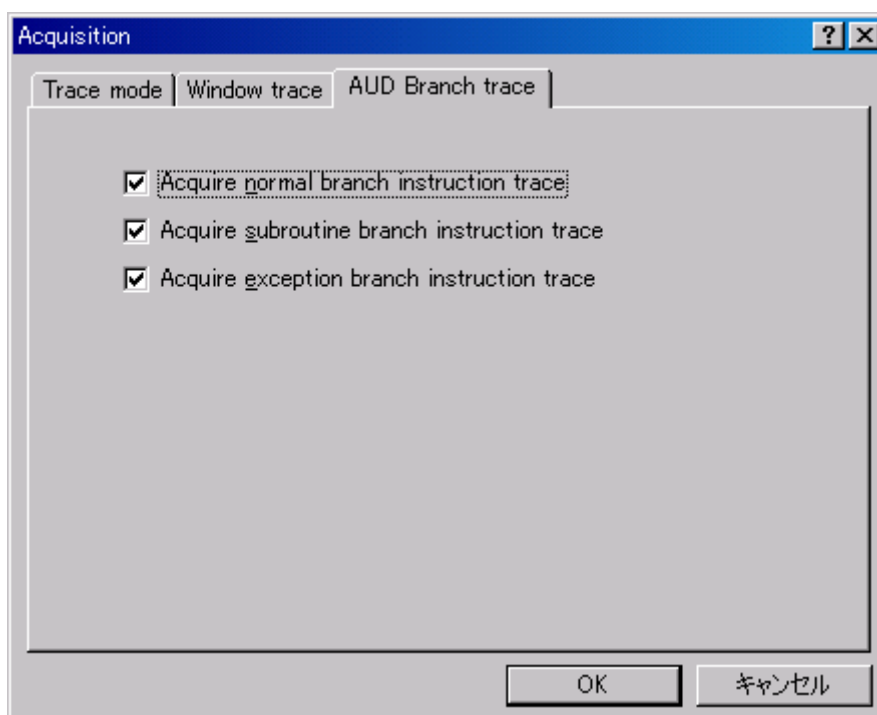 Acquisition
Trace mode Window trace AUD Branch trace
Acquire normal branch instruction trace
Acquire subroutine branch instruction trace
Acquire exception branch instruction trace
OK キャンセル